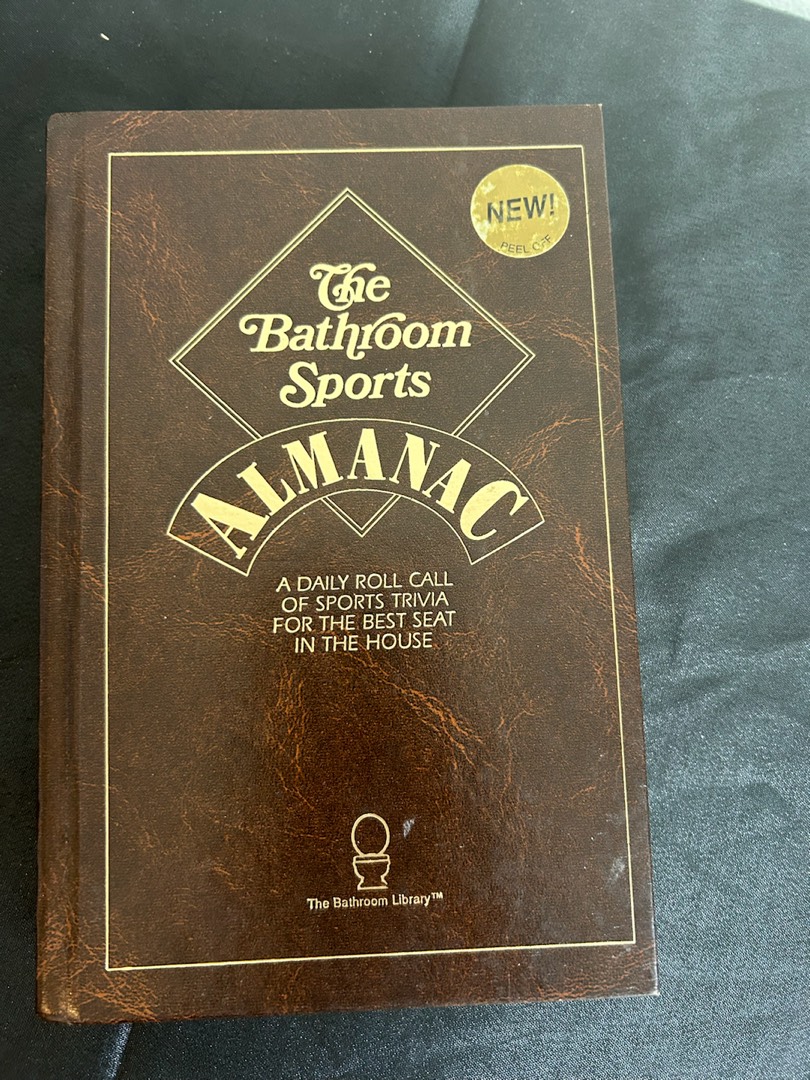 NEW!
PEEL OFF
The
Bathroom
Sports
ALMANAC
A DAILY ROLL CALL
OF SPORTS TRIVIA
FOR THE BEST SEAT
IN THE HOUSE
The Bathroom Library™